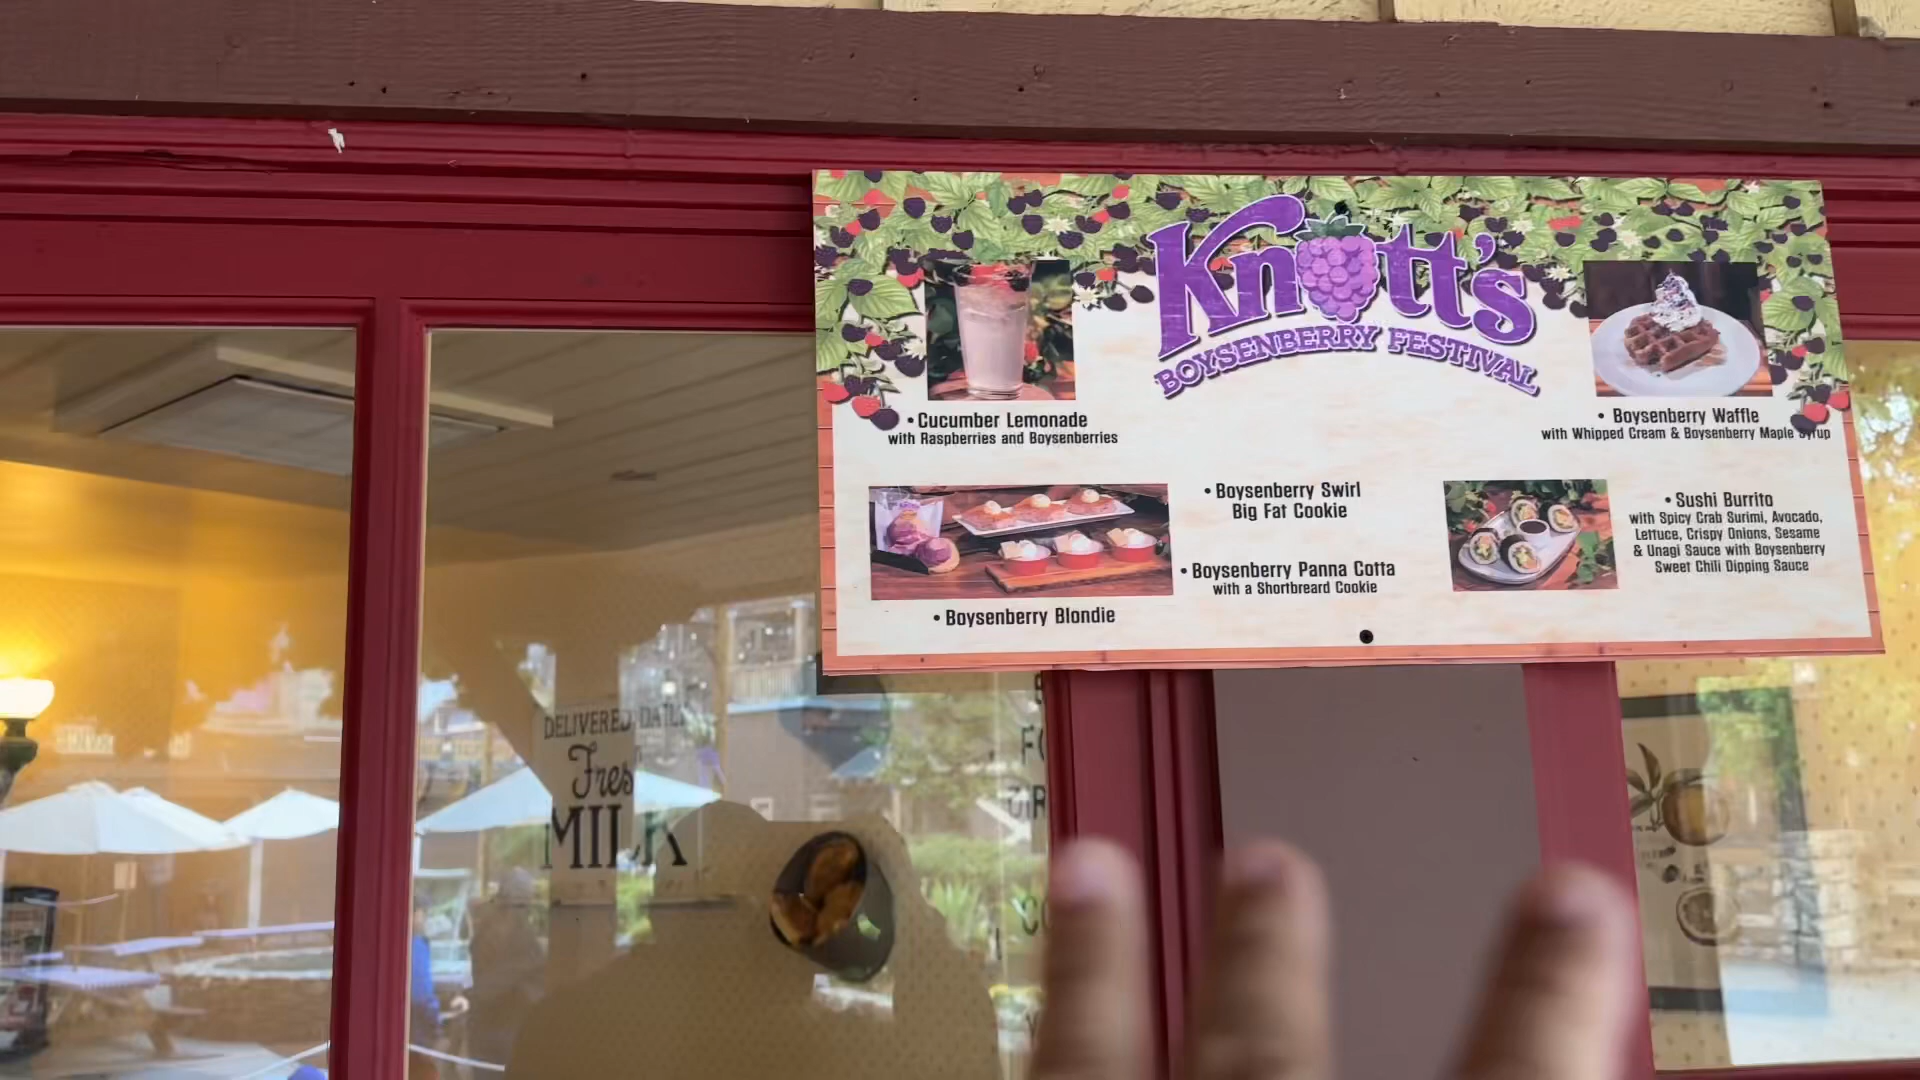 Knott's
BOYSENBERRY FESTIVAL
• Cucumber Lemonade
with Raspberries and Boysenberries
• Boysenberry Waffle
with Whipped Cream & Boysenberry Maple Syrup
• Boysenberry Swirl
Big Fat Cookie
• Boysenberry Panna Cotta
with a Shortbreard Cookie
• Boysenberry Blondie
• Sushi Burrito
with Spicy Crab Surimi, Avocado,
Lettuce, Crispy Onions, Sesame
& Unagi Sauce with Boysenberry
Sweet Chili Dipping Sauce
DELIVERED DAILY
MILK